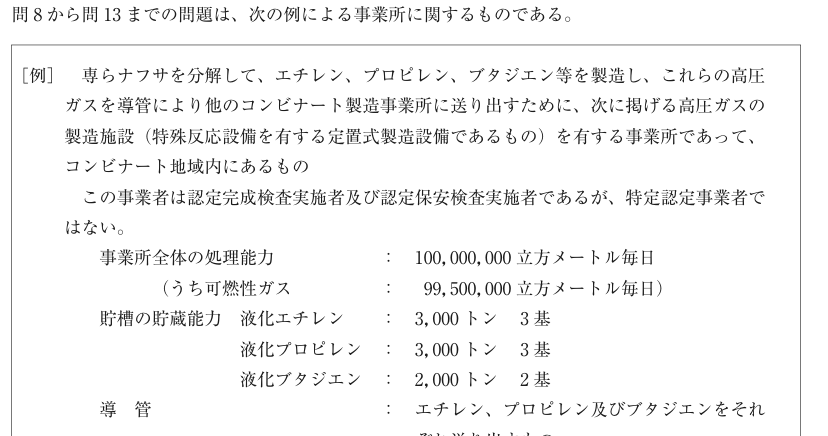 問8から問13までの問題は、次の例による事業所に関するものである。
[例]　専らナフサを分解して、エチレン、プロピレン、ブタジエン等を製造し、これらの高圧
ガスを導管により他のコンビナート製造事業所に送り出すために、次に掲げる高圧ガスの
製造施設（特殊反応設備を有する定置式製造設備であるもの）を有する事業所であって、
コンビナート地域内にあるもの
この事業者は認定完成検査実施者及び認定保安検査実施者であるが、特定認定事業者で
はない。
事業所全体の処理能力　：　100,000,000 立方メートル毎日
（うち可燃性ガス　：　99,500,000 立方メートル毎日）
貯槽の貯蔵能力　液化エチレン　：　3,000 トン　3 基
液化プロピレン　：　3,000 トン　3 基
液化ブタジエン　：　2,000 トン　2 基
導　管　：　エチレン、プロピレン及びブタジエンをそれ